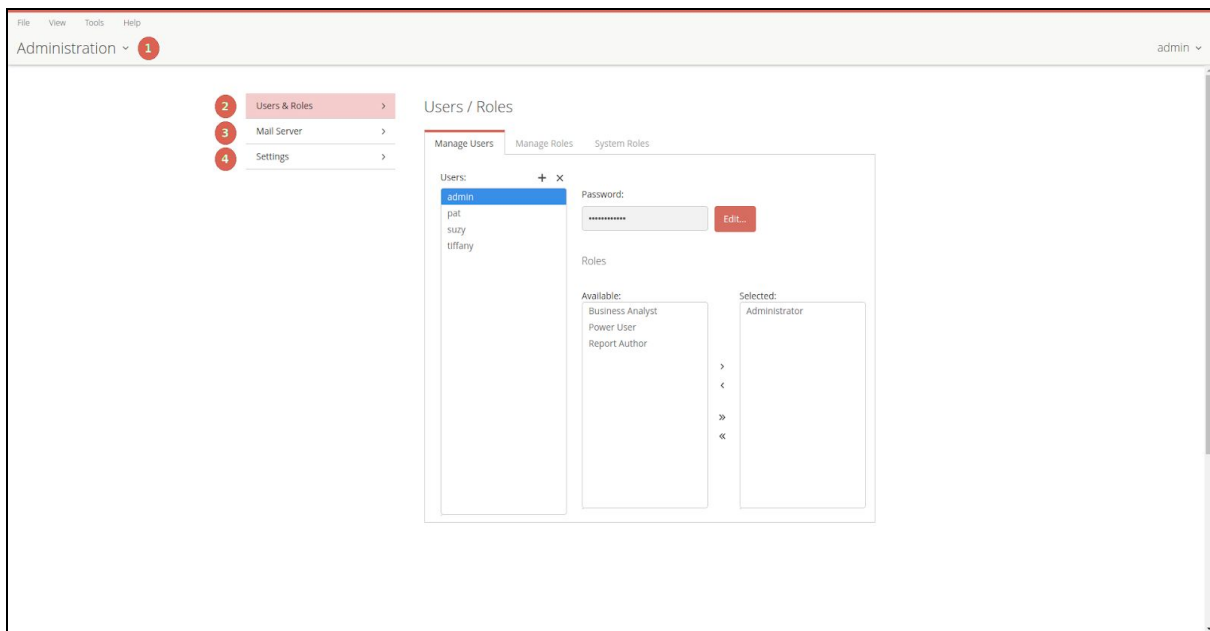 File View Tools Help
Administration 1
admin
2 Users & Roles
3 Mail Server
4 Settings
Users / Roles
Manage Users Manage Roles System Roles
Users:
admin
pat
suzy
tiffany
Password:
•••••••••••• Edit...
Roles
Available:
Business Analyst
Power User
Report Author
Selected:
Administrator